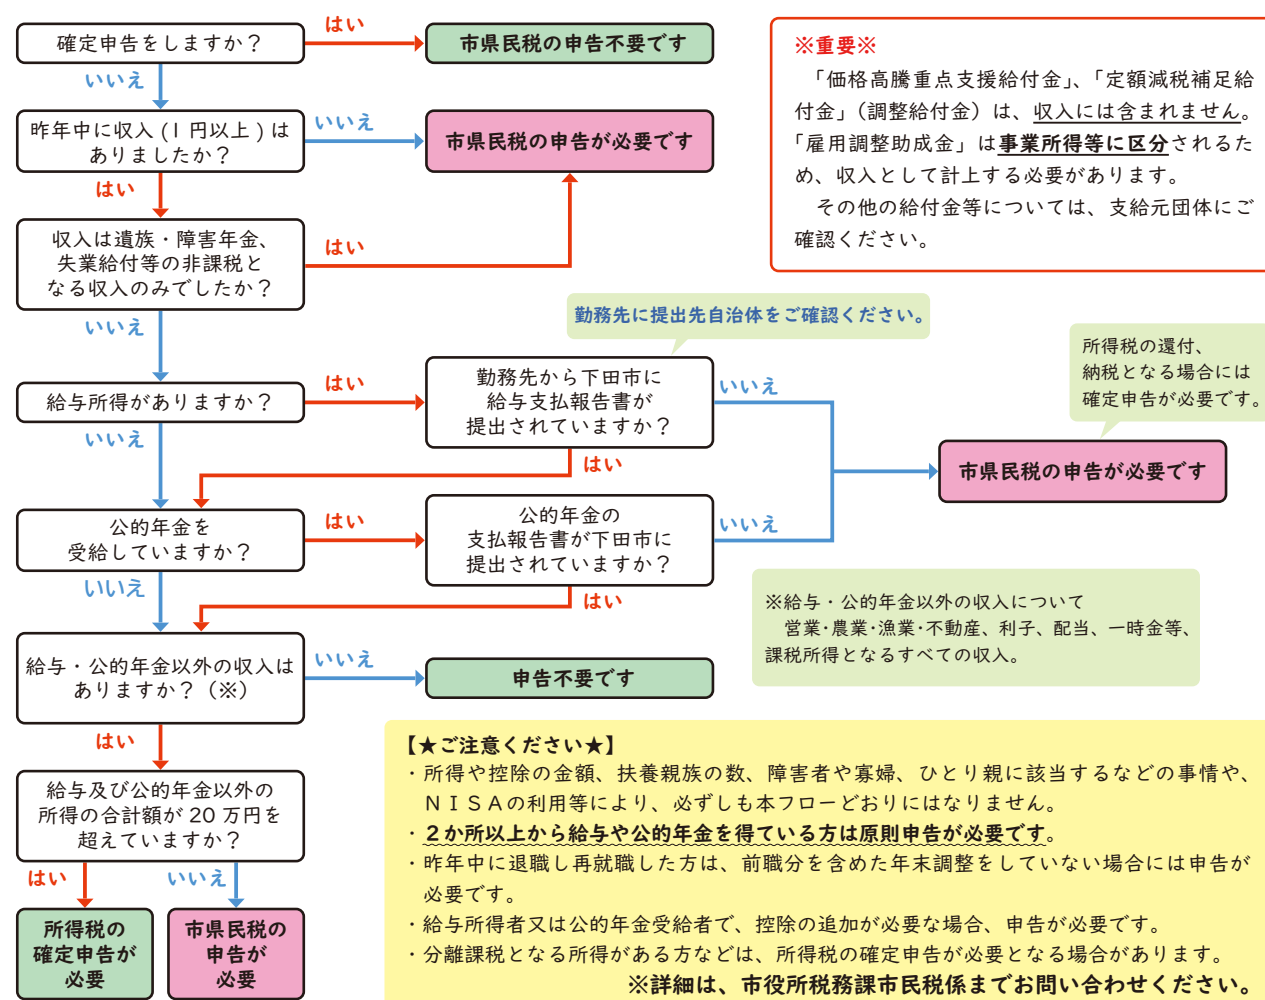 確定申告をしますか？
はい
市県民税の申告不要です
いいえ
昨年中に収入(1円以上)は
ありましたか？
いいえ
市県民税の申告が必要です
はい
収入は遺族・障害年金、
失業給付等の非課税と
なる収入のみでしたか？
はい
いいえ
給与所得がありますか？
はい
勤務先に提出先自治体をご確認ください。
勤務先から下田市に
給与支払報告書が
提出されていますか？
いいえ
はい
いいえ
公的年金を
受給していますか？
はい
公的年金の
支払報告書が下田市に
提出されていますか？
いいえ
はい
いいえ
所得税の還付、
納税となる場合には
確定申告が必要です。
市県民税の申告が必要です
給与・公的年金以外の収入は
ありますか？（※）
いいえ
申告不要です
はい
給与及び公的年金以外の
所得の合計額が 20 万円を
超えていますか？
はい
いいえ
所得税の
確定申告が
必要
市県民税の
申告が
必要
※重要※
「価格高騰重点支援給付金」、「定額減税補足給
付金」（調整給付金）は、収入には含まれません。
「雇用調整助成金」は事業所得等に区分されるた
め、収入として計上する必要があります。
その他の給付金等については、支給元団体にご
確認ください。
※給与・公的年金以外の収入について
営業・農業・漁業・不動産、利子、配当、一時金等、
課税所得となるすべての収入。
【★ご注意ください★】
・所得や控除の金額、扶養親族の数、障害者や寡婦、ひとり親に該当するなどの事情や、
ＮＩＳＡの利用等により、必ずしも本フローどおりにはなりません。
・２か所以上から給与や公的年金を得ている方は原則申告が必要です。
・昨年中に退職し再就職した方は、前職分を含めた年末調整をしていない場合には申告が
必要です。
・給与所得者又は公的年金受給者で、控除の追加が必要な場合、申告が必要です。
・分離課税となる所得がある方などは、所得税の確定申告が必要となる場合があります。
※詳細は、市役所税務課市民税係までお問い合わせください。